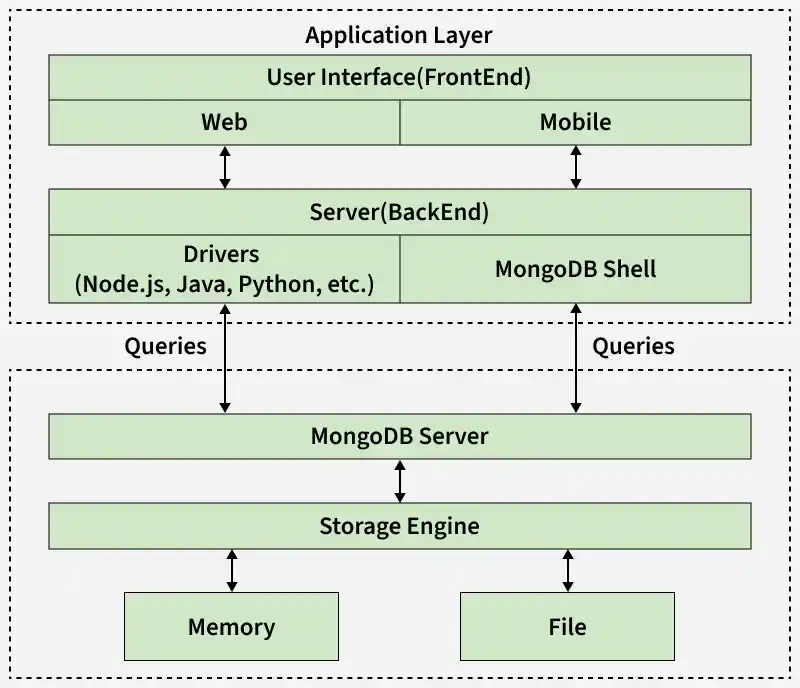 Application Layer
User Interface(FrontEnd)
Web
Mobile
Server(BackEnd)
Drivers
(Node.js, Java, Python, etc.)
MongoDB Shell
Queries
Queries
MongoDB Server
Storage Engine
Memory
File